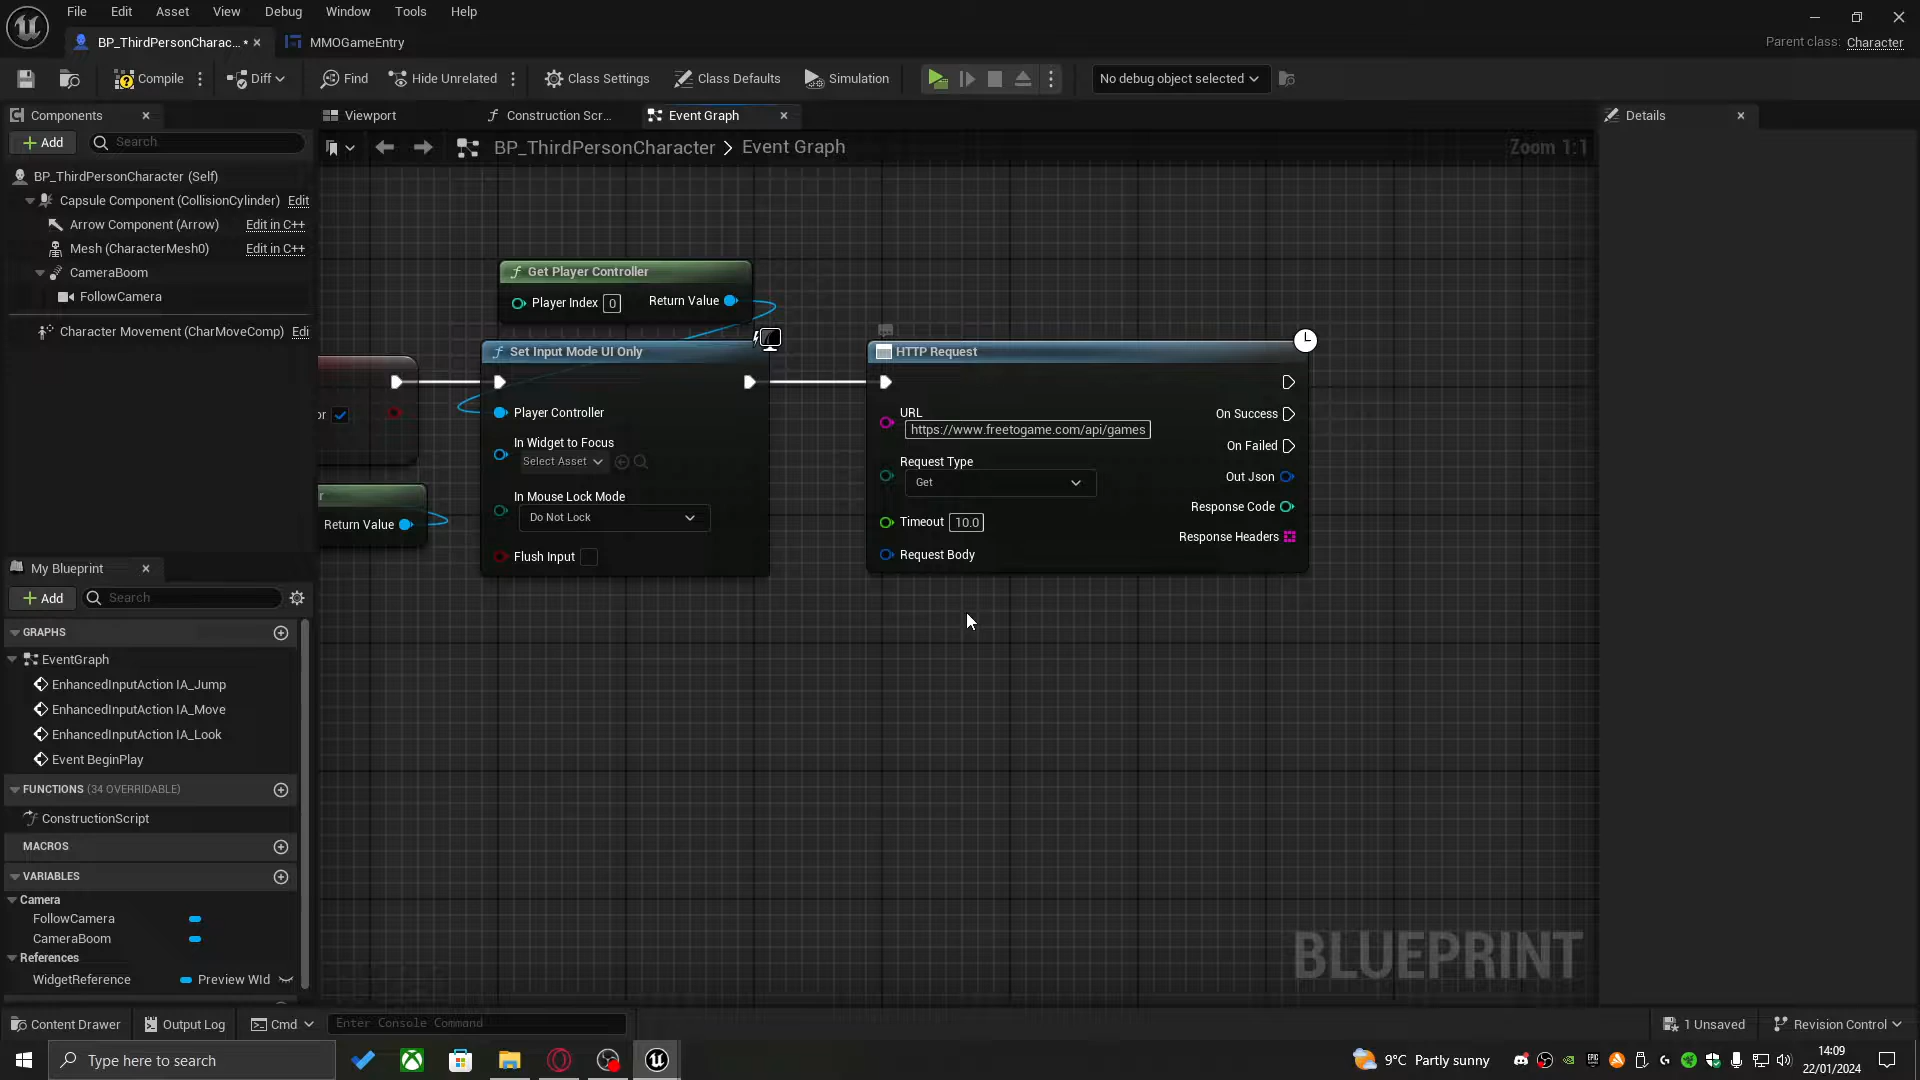 File Edit Asset View Debug Window Tools Help
BP_ThirdPersonCharac... • MMOGameEntry
Parent class: Character
Compile Diff Find Hide Unrelated Class Settings Class Defaults Simulation No debug object selected
Components Viewport Construction Scr... Event Graph Details
Add Search
BP_ThirdPersonCharacter > Event Graph Zoom 1:1
BP_ThirdPersonCharacter (Self)
Capsule Component (CollisionCylinder) Edit
Arrow Component (Arrow) Edit in C++
Mesh (CharacterMesh0) Edit in C++
CameraBoom
FollowCamera
Character Movement (CharMoveComp) Edi
Get Player Controller
Player Index 0 Return Value
Set Input Mode UI Only
Player Controller
In Widget to Focus
Select Asset
In Mouse Lock Mode
Do Not Lock
Flush Input
or
r
Return Value
HTTP Request
URL
https://www.freetogame.com/api/games
On Success
On Failed
Request Type
Get
Out Json
Response Code
Timeout 10.0
Response Headers
Request Body
My Blueprint
Add Search
GRAPHS
EventGraph
EnhancedInputAction IA_Jump
EnhancedInputAction IA_Move
EnhancedInputAction IA_Look
Event BeginPlay
FUNCTIONS (34 OVERRIDABLE)
ConstructionScript
MACROS
VARIABLES
Camera
FollowCamera
CameraBoom
References
WidgetReference Preview WId
BLUEPRINT
Content Drawer Output Log Cmd Enter Console Command 1 Unsaved Revision Control
Type here to search 9°C Partly sunny 14:09
22/01/2024